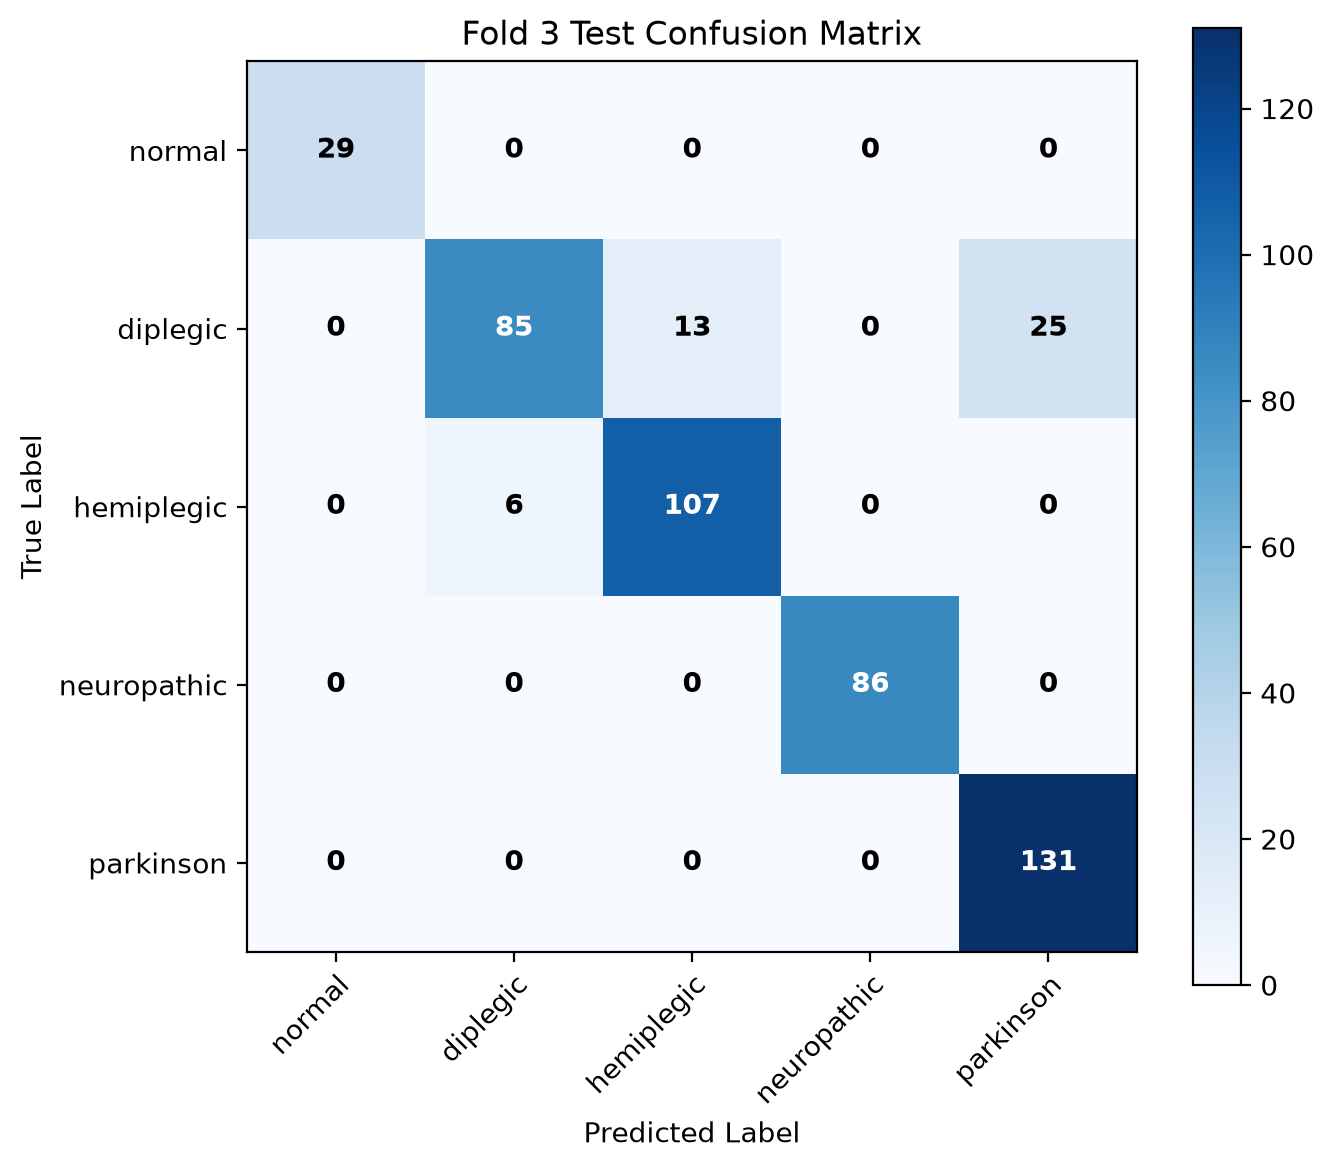 Fold 3 Test Confusion Matrix
True Label
normal 29 0 0 0 0
diplegic 0 85 13 0 25
hemiplegic 0 6 107 0 0
neuropathic 0 0 0 86 0
parkinson 0 0 0 0 131
normal diplegic hemiplegic neuropathic parkinson
Predicted Label
120
100
80
60
40
20
0